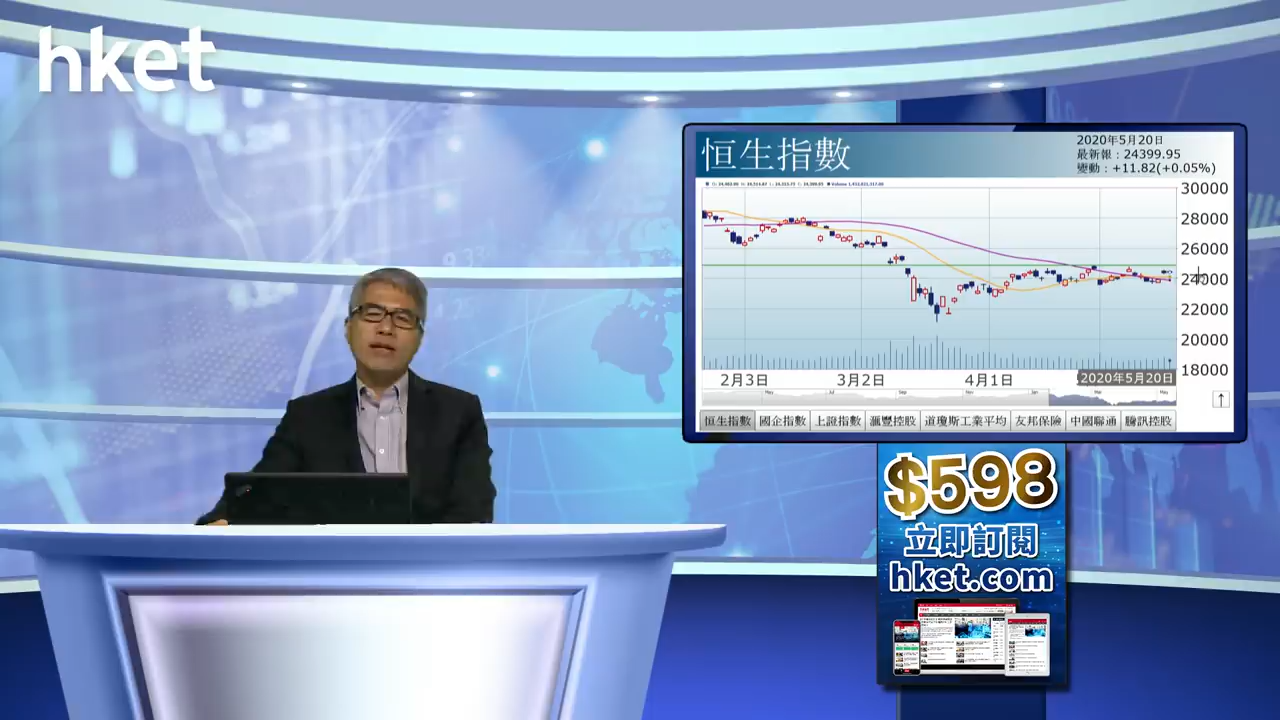 hket
恒生指數
2020年5月20日
最新報：24399.95
變動：+11.82(+0.05%)
30000
28000
26000
24000
22000
20000
18000
2月3日
3月2日
4月1日
2020年5月20日
恒生指數
國企指數
上證指數
滙豐控股
道瓊斯工業平均
友邦保險
中國聯通
騰訊控股
$598
立即訂閱
hket.com